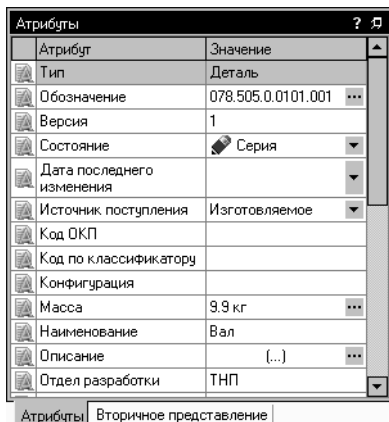 Атрибуты ?
Атрибут Значение
Тип Деталь
Обозначение 078.505.0.0101.001 ...
Версия 1
Состояние Серия
Дата последнего
изменения
Источник поступления Изготовляемое
Код ОКП
Код по классификатору
Конфигурация
Масса 9.9 кг ...
Наименование Вал
Описание (...) ...
Отдел разработки ТНП
Атрибуты Вторичное представление